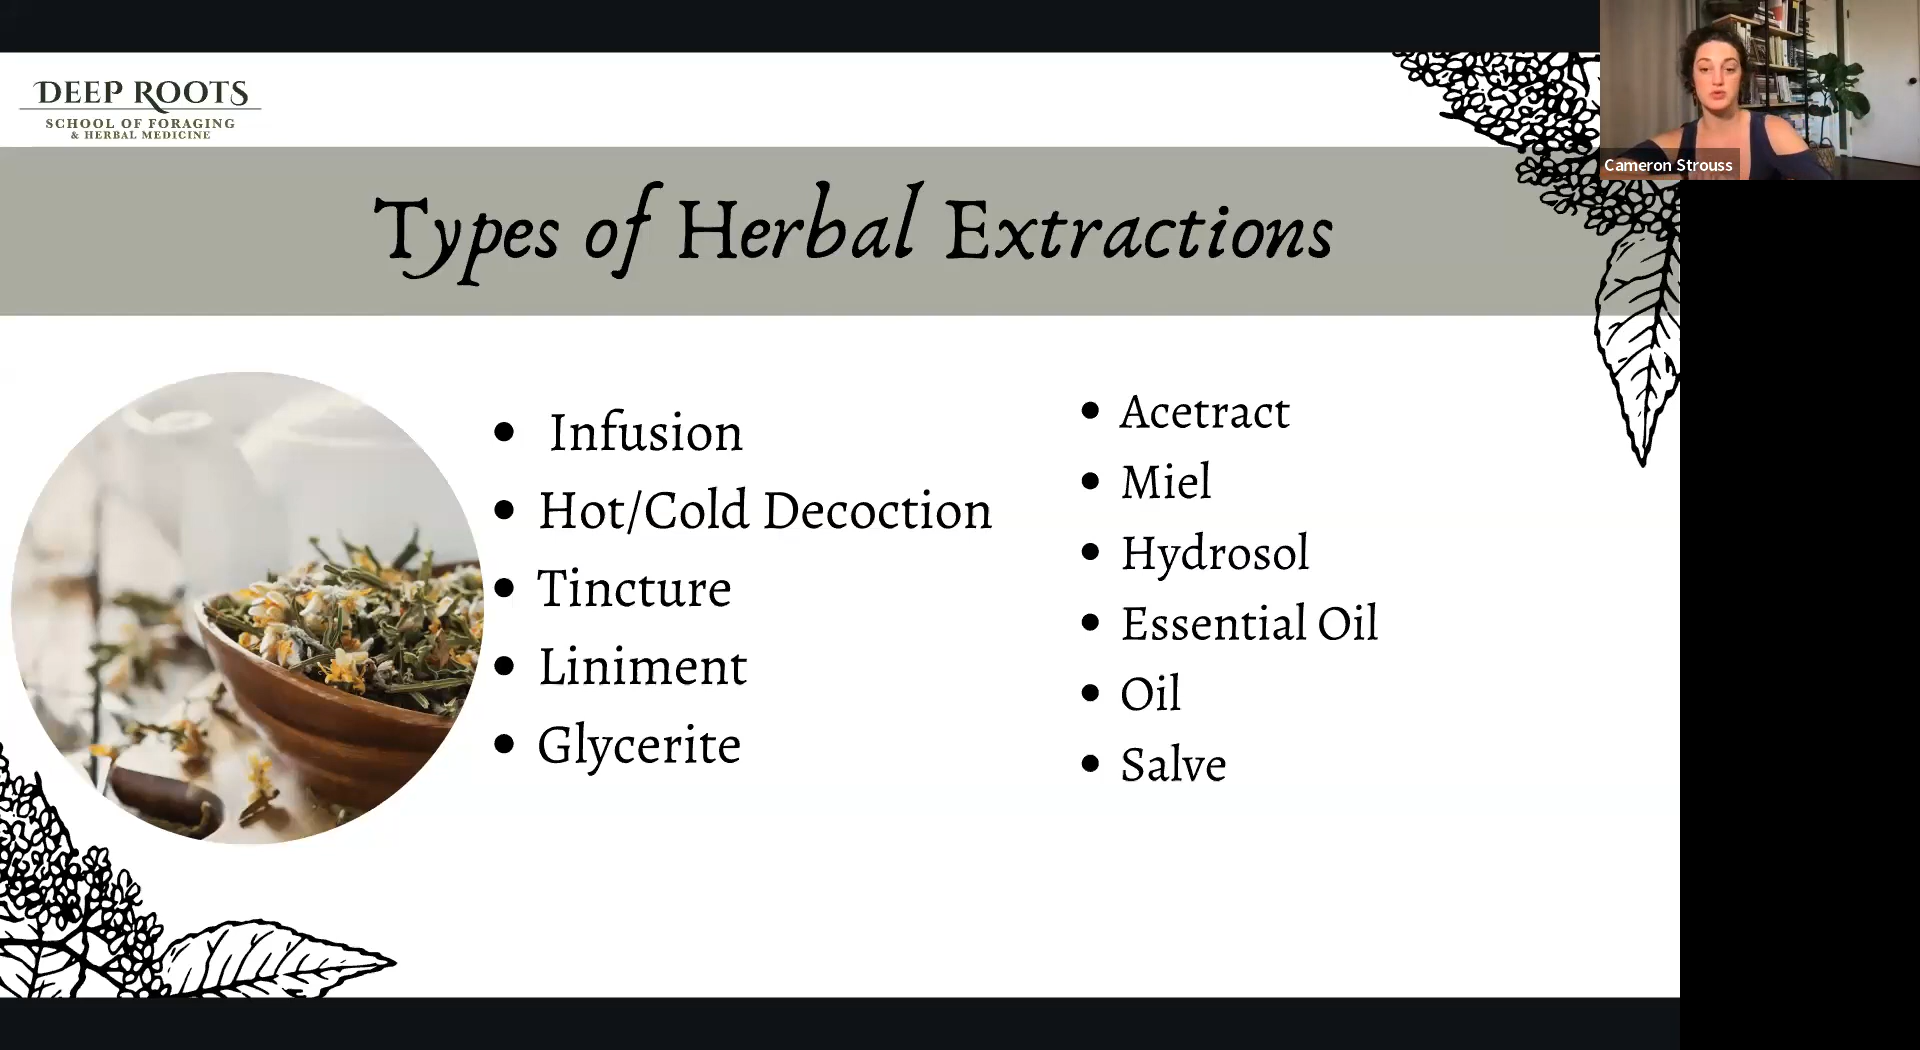 DEEP ROOTS
SCHOOL OF FORAGING
& HERBAL MEDICINE
Cameron Strouss
Types of Herbal Extractions
• Infusion
• Hot/Cold Decoction
• Tincture
• Liniment
• Glycerite
• Acetract
• Miel
• Hydrosol
• Essential Oil
• Oil
• Salve